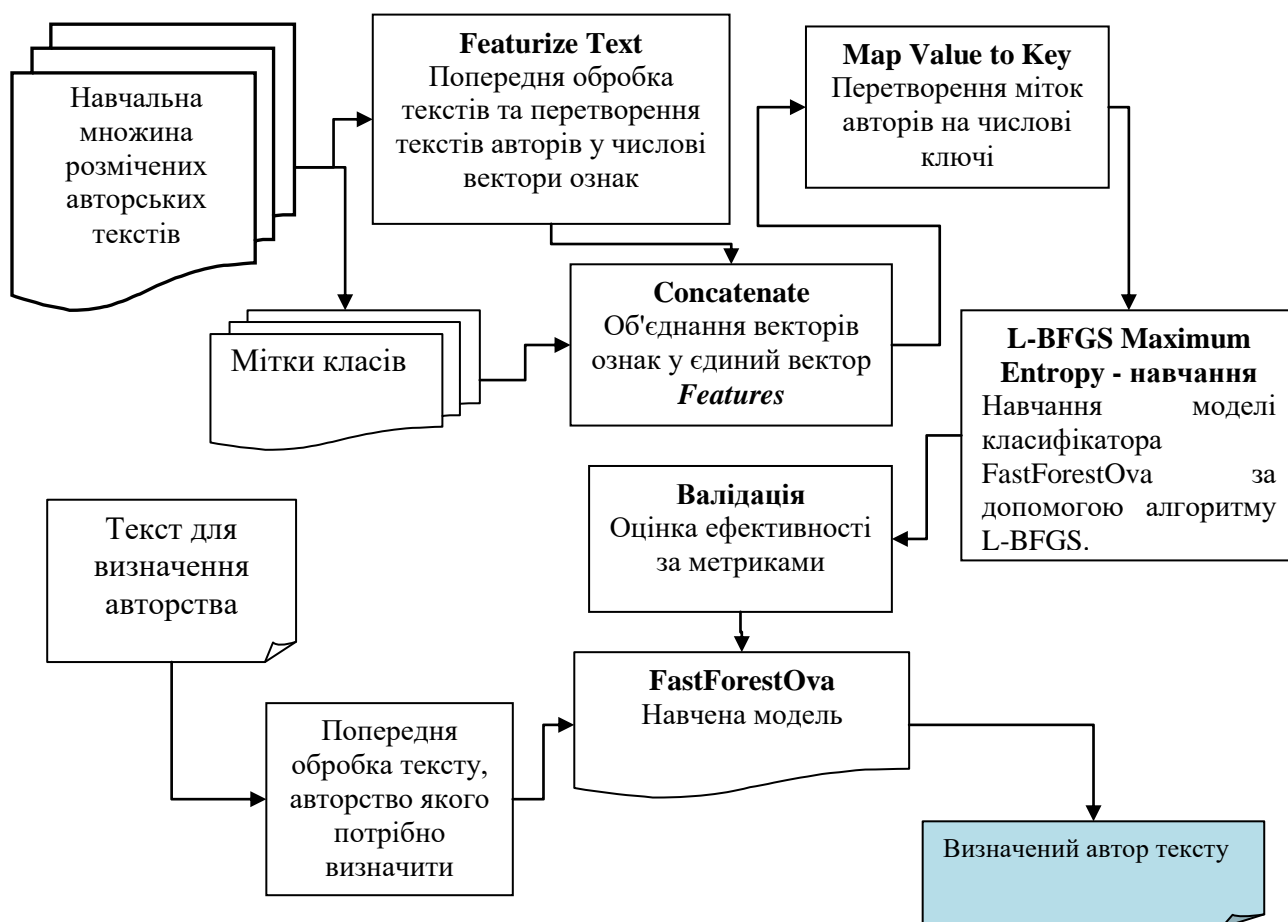 Навчальна
множина
розмічених
авторських
текстів
Featurize Text
Попередня обробка
текстів та перетворення
текстів авторів у числові
вектори ознак
Map Value to Key
Перетворення міток
авторів на числові
ключі
Мітки класів
Concatenate
Об'єднання векторів
ознак у єдиний вектор
Features
L-BFGS Maximum
Entropy - навчання
Навчання моделі
класифікатора
FastForestOva за
допомогою алгоритму
L-BFGS.
Валідація
Оцінка ефективності
за метриками
Текст для
визначення
авторства
FastForestOva
Навчена модель
Попередня
обробка тексту,
авторство якого
потрібно
визначити
Визначений автор тексту